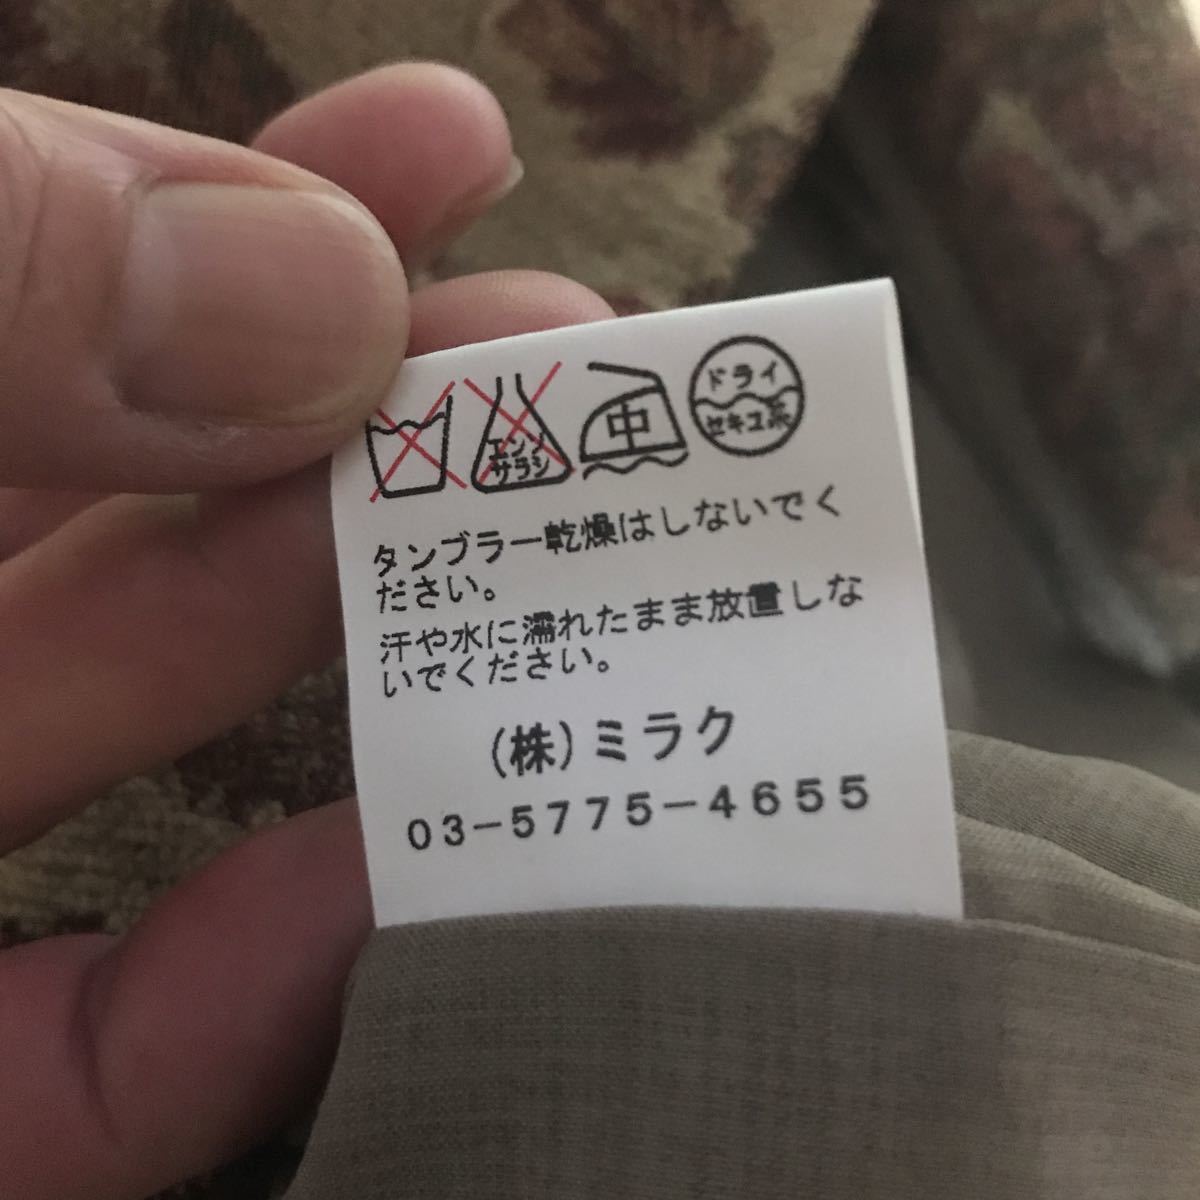 エンソ サラシ 中 ドライ セキユ系
タンブラー乾燥はしないでく
ださい。
汗や水に濡れたまま放置しな
いでください。
(株)ミラク
03-5775-4655